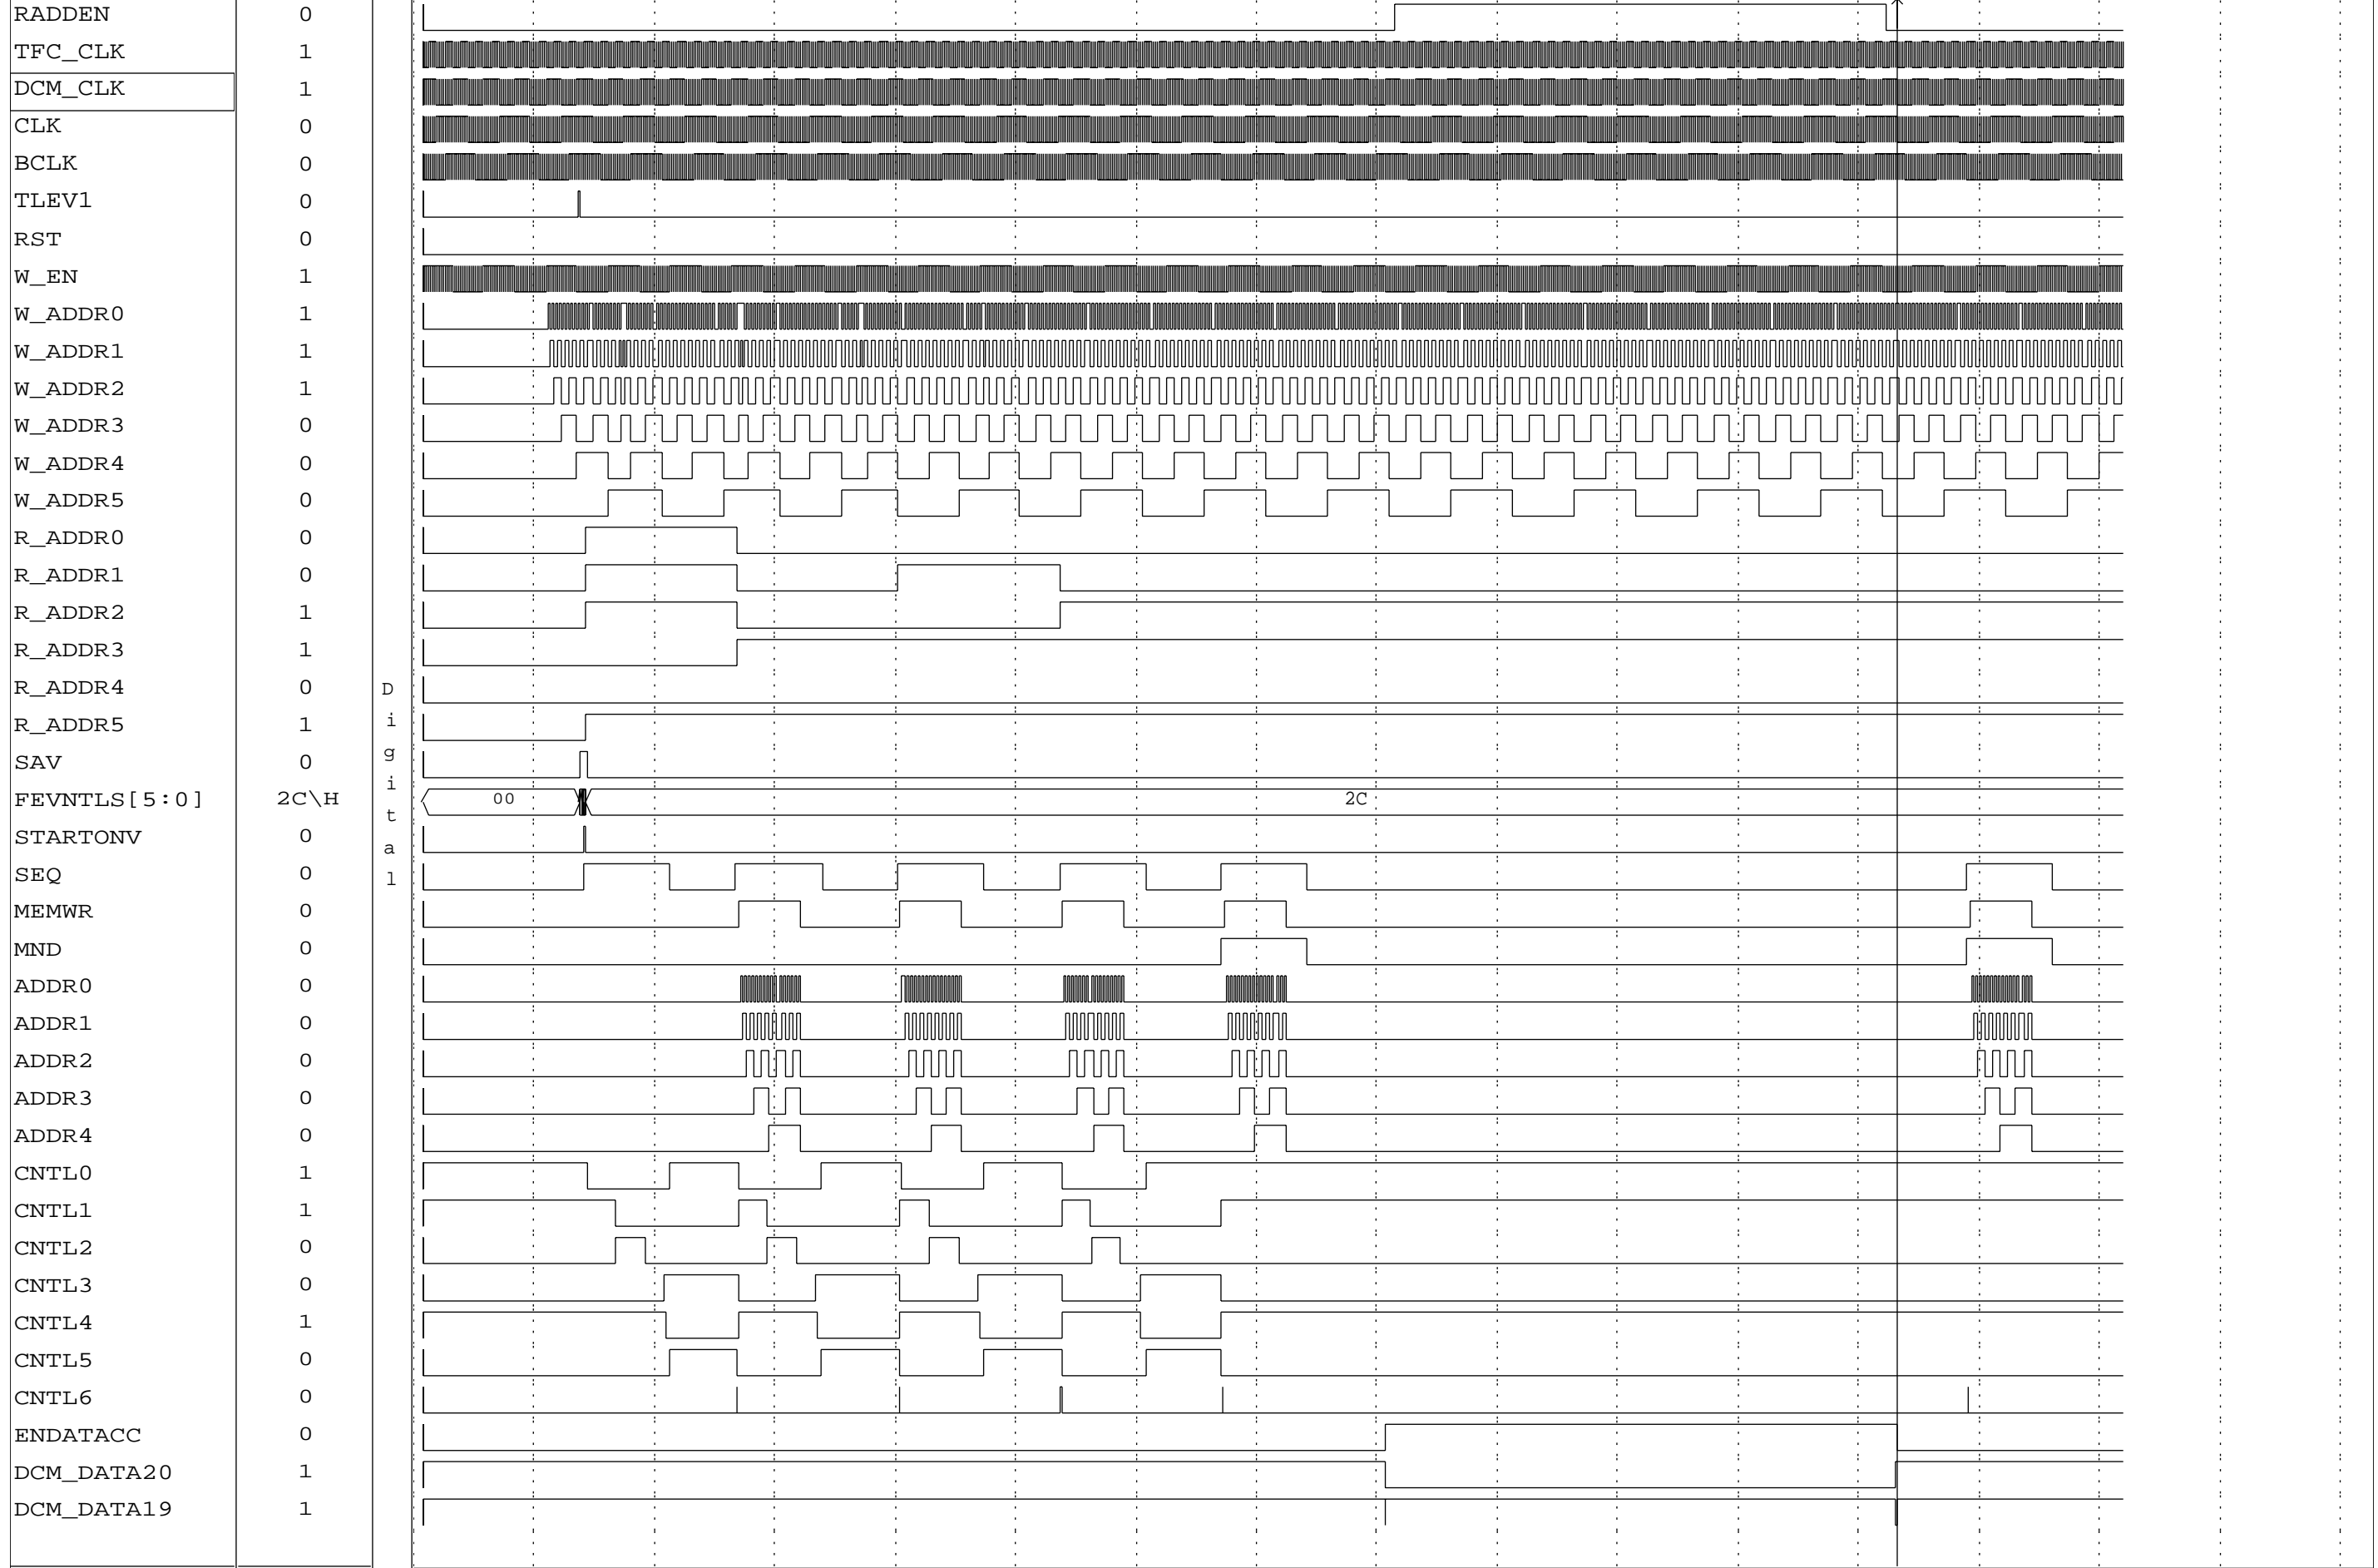 RADDEN 0
TFC_CLK 1
DCM_CLK 1
CLK 0
BCLK 0
TLEV1 0
RST 0
W_EN 1
W_ADDR0 1
W_ADDR1 1
W_ADDR2 1
W_ADDR3 0
W_ADDR4 0
W_ADDR5 0
R_ADDR0 0
R_ADDR1 0
R_ADDR2 1
R_ADDR3 1
R_ADDR4 0
R_ADDR5 1
SAV 0
FEVNTLS[5:0] 2C\H 00 2C
STARTONV 0
SEQ 0
MEMWR 0
MND 0
ADDR0 0
ADDR1 0
ADDR2 0
ADDR3 0
ADDR4 0
CNTL0 1
CNTL1 1
CNTL2 0
CNTL3 0
CNTL4 1
CNTL5 0
CNTL6 0
ENDATACC 0
DCM_DATA20 1
DCM_DATA19 1
Digital